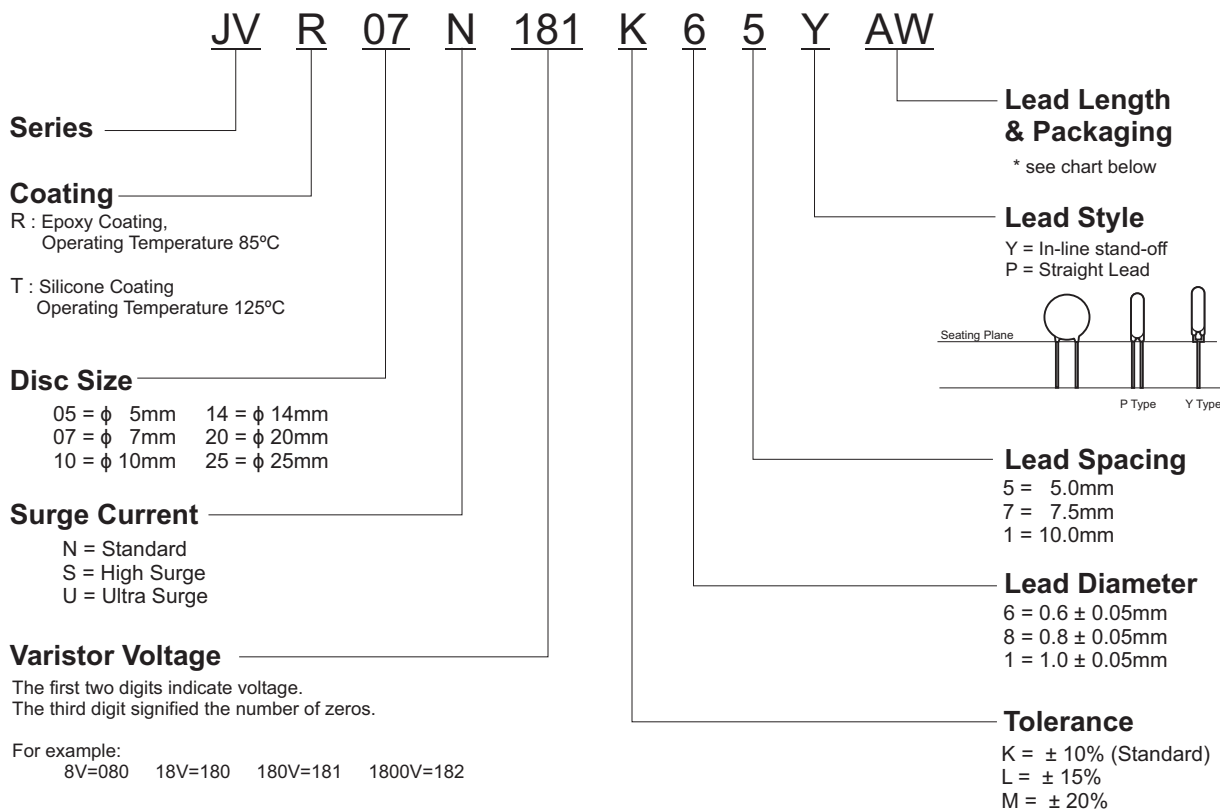 JV R 07 N 181 K 6 5 Y AW
Series
Coating
R : Epoxy Coating,
Operating Temperature 85ºC
T : Silicone Coating
Operating Temperature 125ºC
Disc Size
05 = ϕ 5mm 14 = ϕ 14mm
07 = ϕ 7mm 20 = ϕ 20mm
10 = ϕ 10mm 25 = ϕ 25mm
Surge Current
N = Standard
S = High Surge
U = Ultra Surge
Varistor Voltage
The first two digits indicate voltage.
The third digit signified the number of zeros.
For example:
8V=080 18V=180 180V=181 1800V=182
Lead Length
& Packaging
* see chart below
Lead Style
Y = In-line stand-off
P = Straight Lead
Seating Plane
P Type Y Type
Lead Spacing
5 = 5.0mm
7 = 7.5mm
1 = 10.0mm
Lead Diameter
6 = 0.6 ± 0.05mm
8 = 0.8 ± 0.05mm
1 = 1.0 ± 0.05mm
Tolerance
K = ± 10% (Standard)
L = ± 15%
M = ± 20%